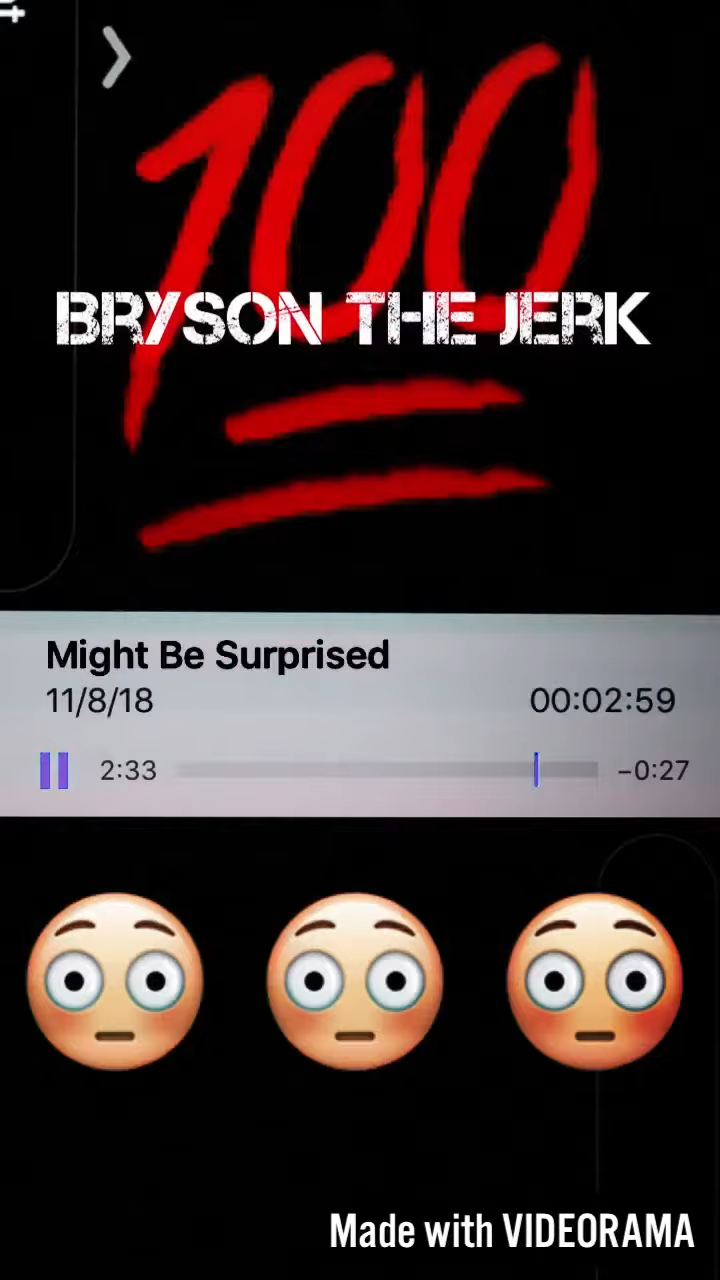 100
BRYSON THE JERK
Might Be Surprised
11/8/18 00:02:59
2:33 −0:27
Made with VIDEORAMA